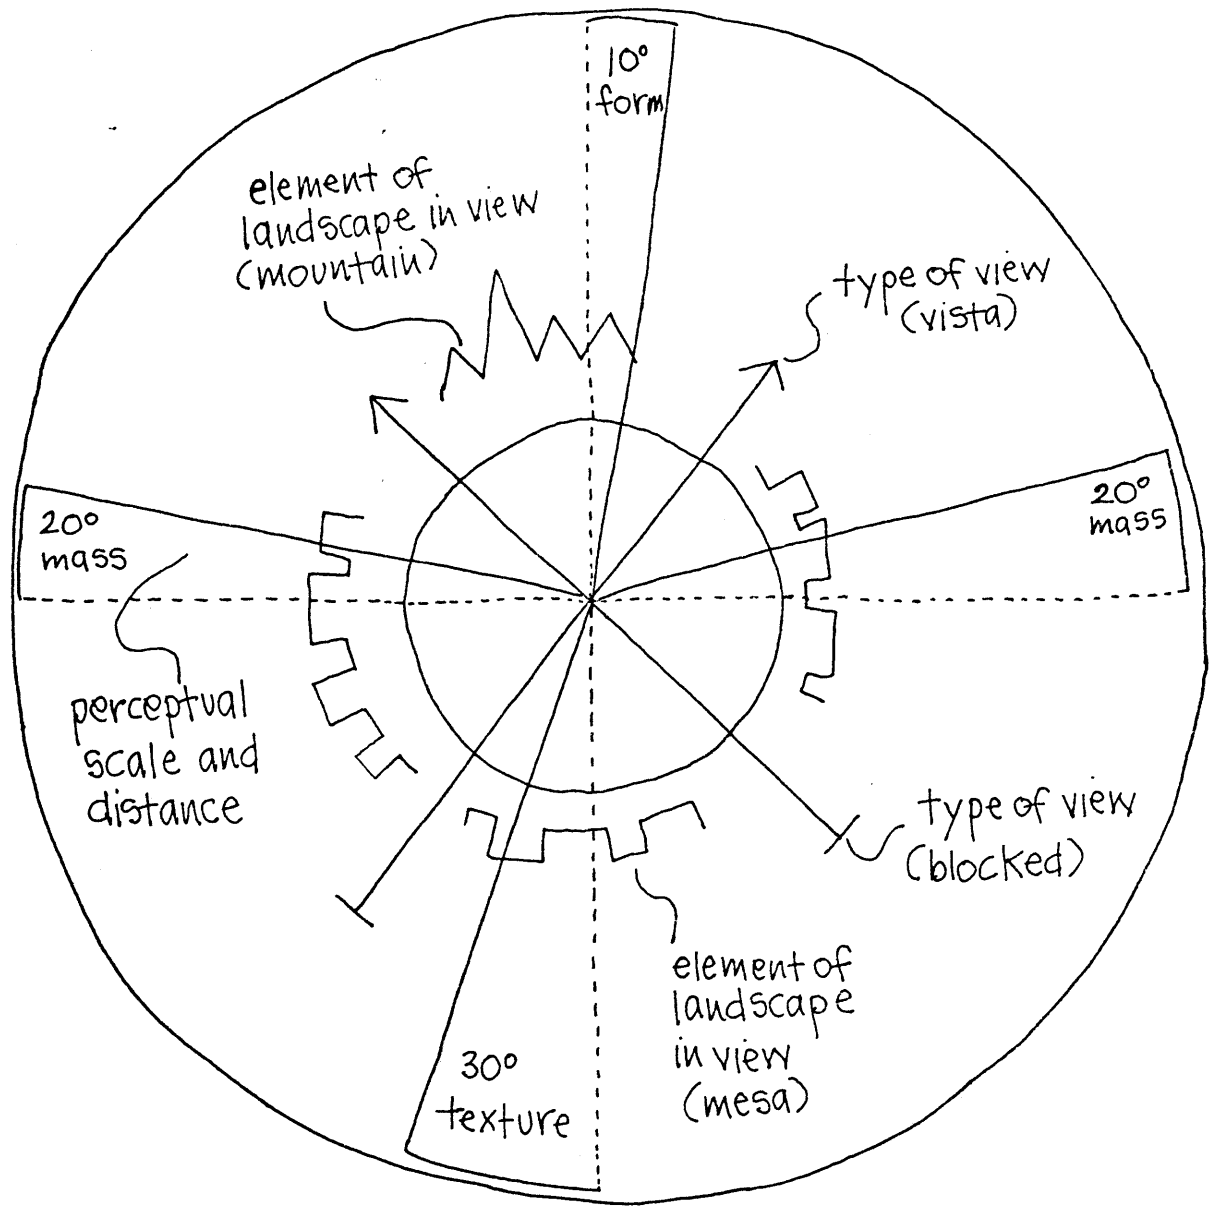 10°
form
element of
landscape in view
(mountain)
type of view
(vista)
20°
mass
20°
mass
perceptual
scale and
distance
type of view
(blocked)
element of
landscape
in view
(mesa)
30°
texture